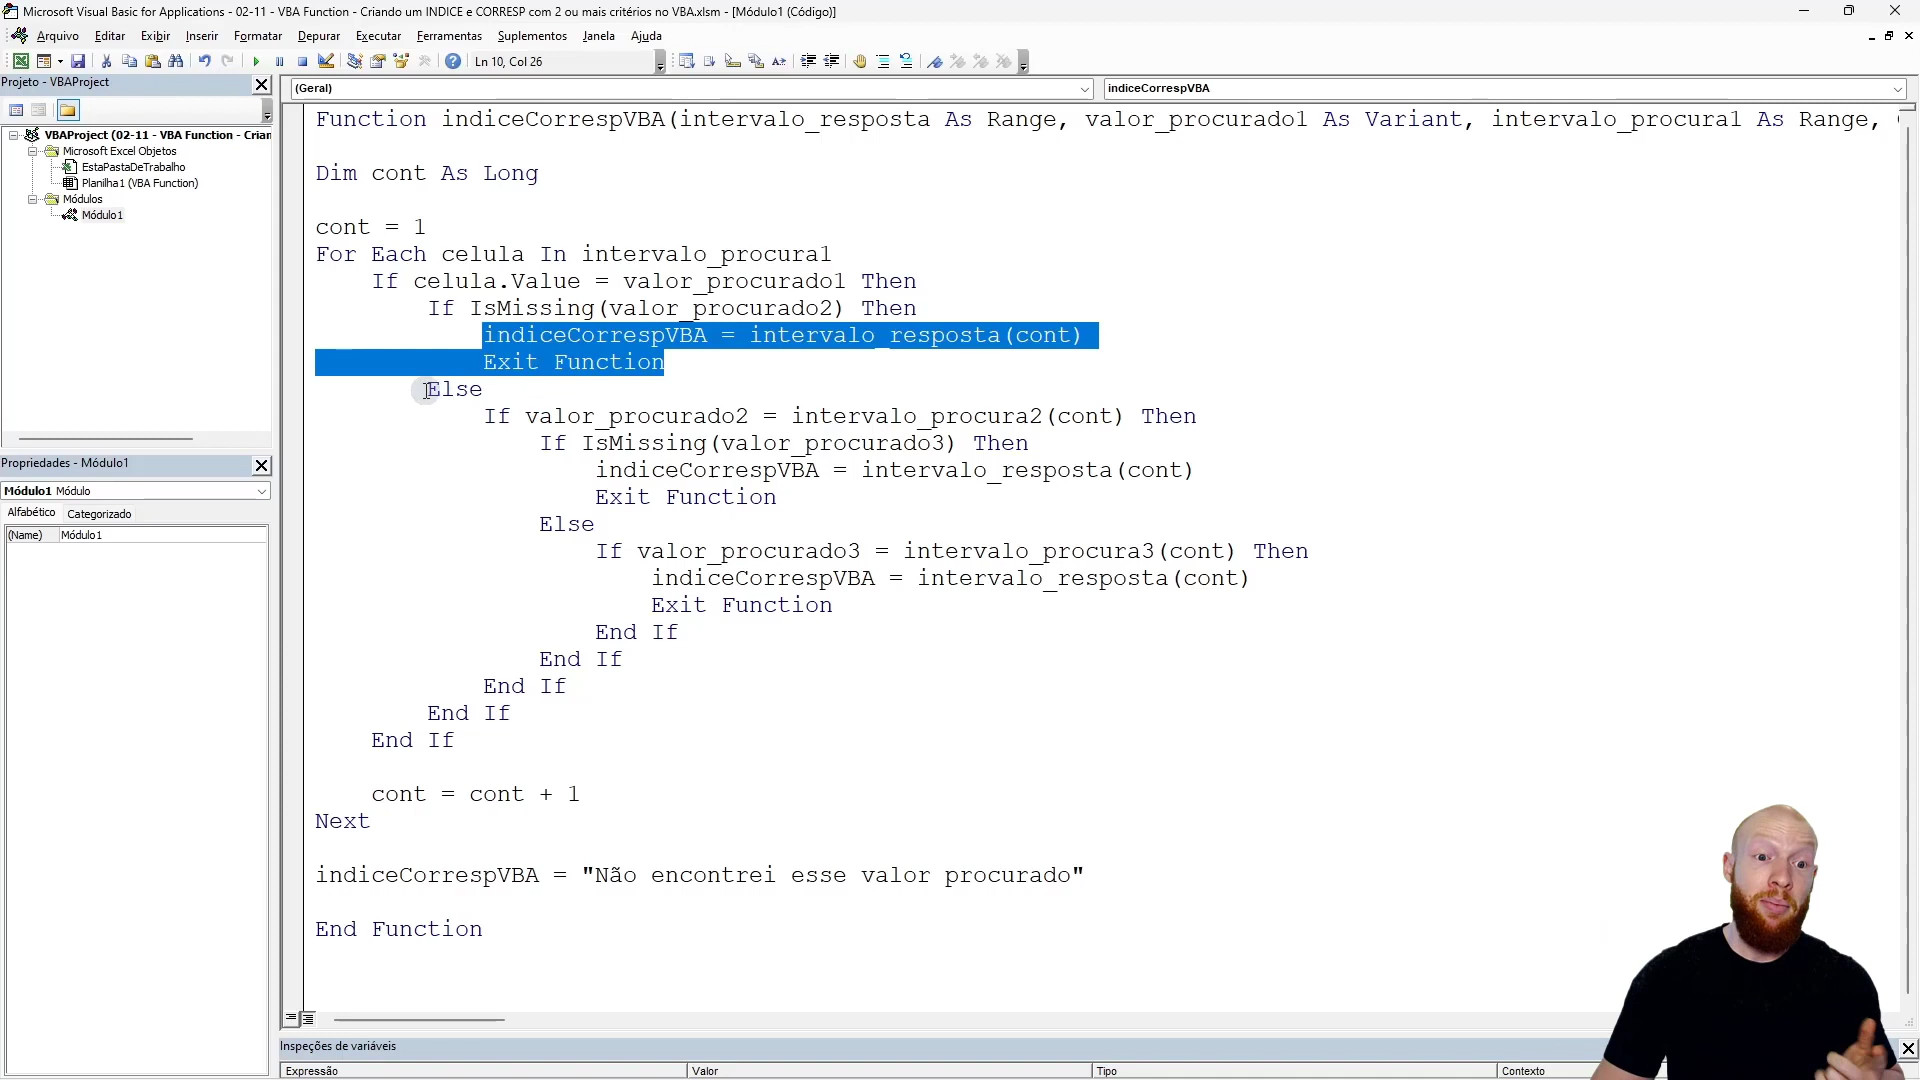 Microsoft Visual Basic for Applications - 02-11 - VBA Function - Criando um INDICE e CORRESP com 2 ou mais critérios no VBA.xlsm - [Módulo1 (Código)]
Arquivo Editar Exibir Inserir Formatar Depurar Executar Ferramentas Suplementos Janela Ajuda
Ln 10, Col 26
Projeto - VBAProject
(Geral)
indiceCorrespVBA
VBAProject (02-11 - VBA Function - Crian
Microsoft Excel Objetos
EstaPastaDeTrabalho
Planilha1 (VBA Function)
Módulos
Módulo1
Propriedades - Módulo1
Módulo1 Módulo
Alfabético Categorizado
(Name) Módulo1
Function indiceCorrespVBA(intervalo_resposta As Range, valor_procurado1 As Variant, intervalo_procura1 As Range,
Dim cont As Long
cont = 1
For Each celula In intervalo_procura1
If celula.Value = valor_procurado1 Then
If IsMissing(valor_procurado2) Then
indiceCorrespVBA = intervalo_resposta(cont)
Exit Function
Else
If valor_procurado2 = intervalo_procura2(cont) Then
If IsMissing(valor_procurado3) Then
indiceCorrespVBA = intervalo_resposta(cont)
Exit Function
Else
If valor_procurado3 = intervalo_procura3(cont) Then
indiceCorrespVBA = intervalo_resposta(cont)
Exit Function
End If
End If
End If
End If
End If
cont = cont + 1
Next
indiceCorrespVBA = "Não encontrei esse valor procurado"
End Function
Inspeções de variáveis
Expressão Valor Tipo Contexto